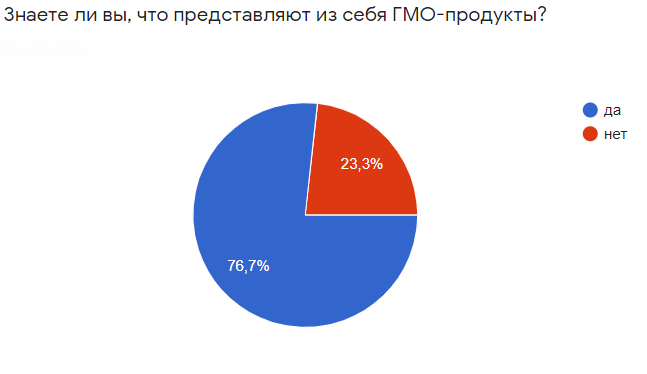 Знаете ли вы, что представляют из себя ГМО-продукты?
да
нет
23,3%
76,7%